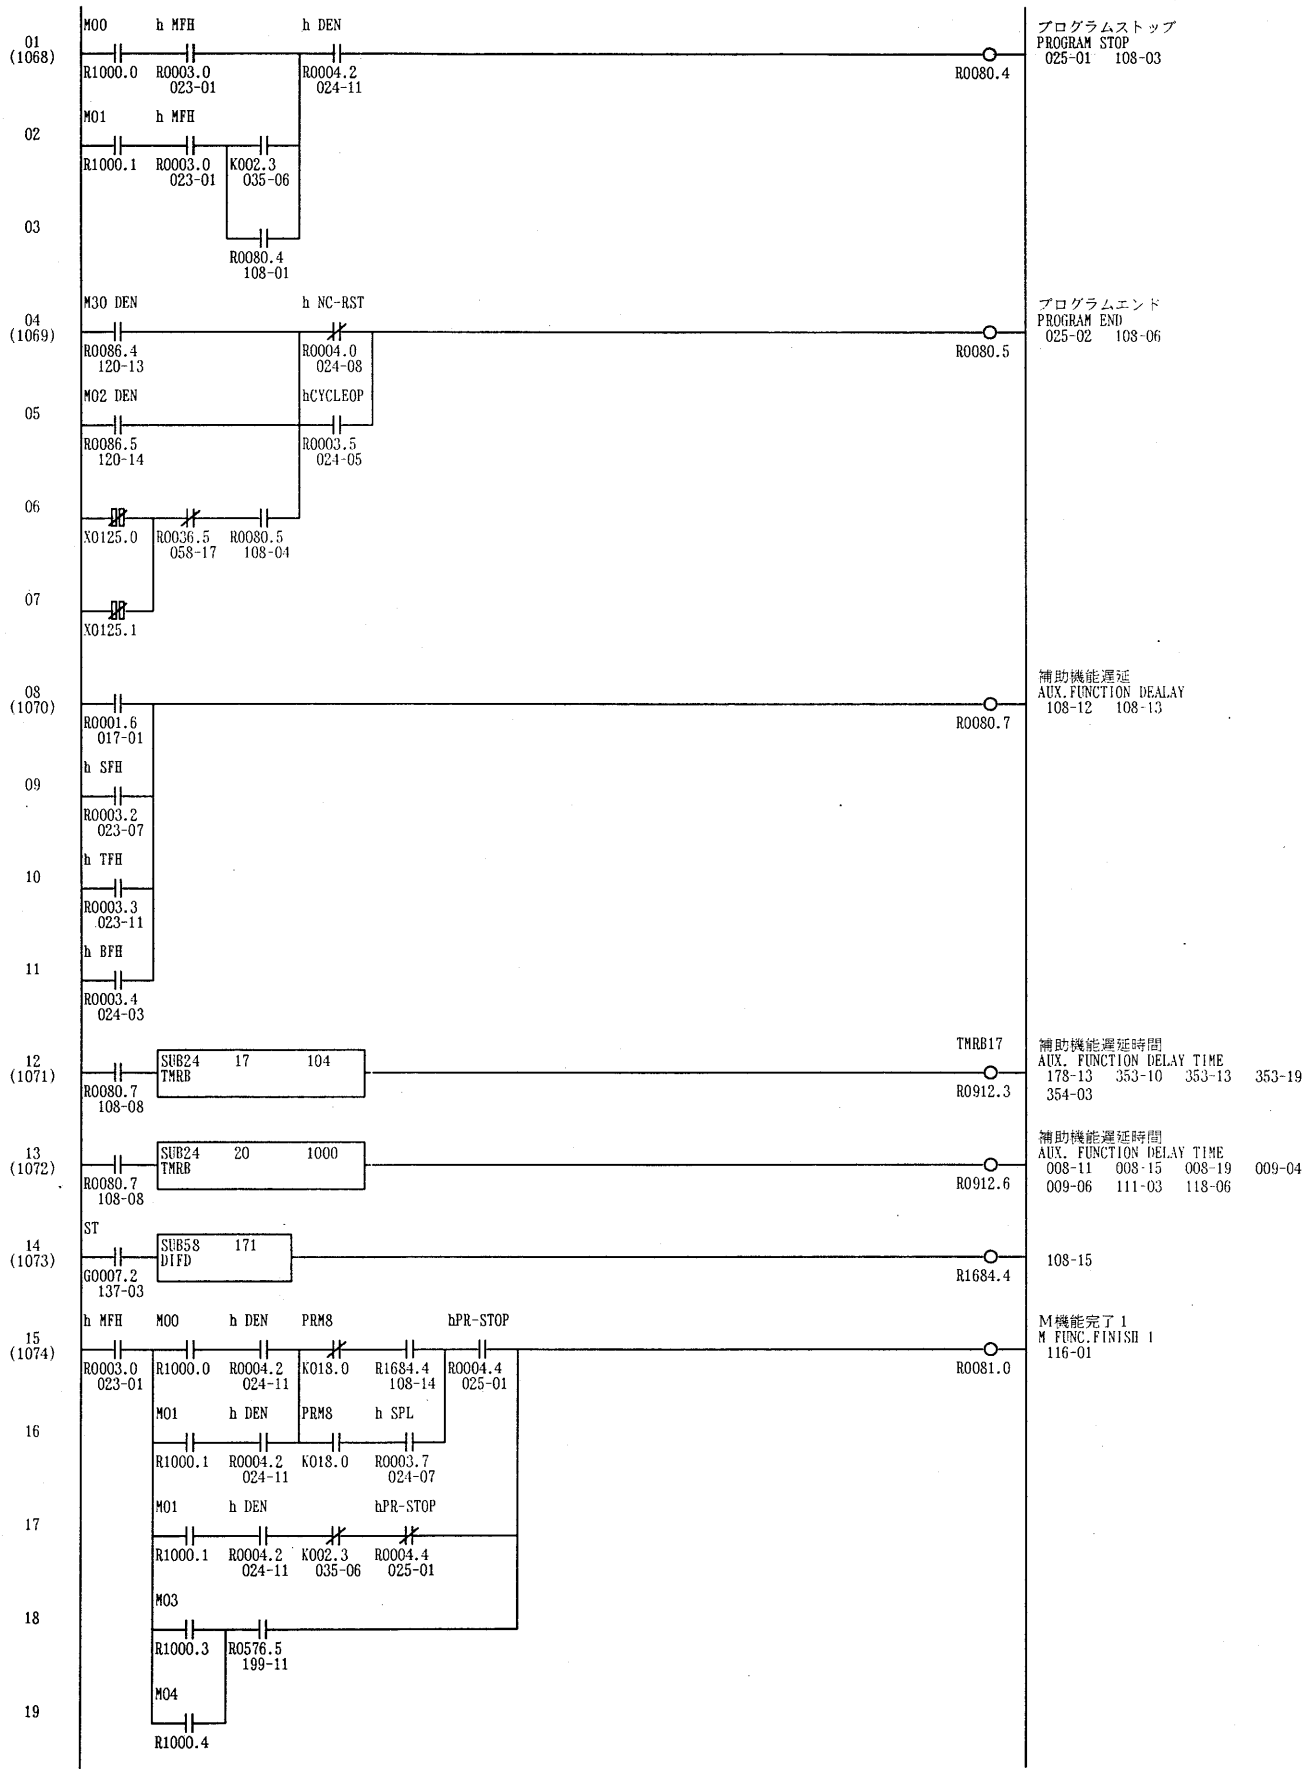 M00 h MFH h DEN プログラムストップ
01 PROGRAM STOP
(1068) R1000.0 R0003.0 R0004.2 R0080.4 025-01 108-03
023-01 024-11
M01 h MFH
02
R1000.1 R0003.0 K002.3
023-01 035-06
03
R0080.4
108-01
M30 DEN h NC-RST プログラムエンド
04 PROGRAM END
(1069) R0086.4 R0004.0 R0080.5 025-02 108-06
120-13 024-08
M02 DEN hCYCLEOP
05
R0086.5 R0003.5
120-14 024-05
06
X0125.0 R0036.5 R0080.5
058-17 108-04
07
X0125.1
補助機能遅延
08 AUX.FUNCTION DEALAY
(1070) R0001.6 R0080.7 108-12 108-13
017-01
h SFH
09
R0003.2
023-07
h TFH
10
R0003.3
023-11
h BFH
11
R0003.4
024-03
TMRB17 補助機能遅延時間
12 SUB24 17 104 AUX. FUNCTION DELAY TIME
(1071) TMRB 178-13 353-10 353-13 353-19
R0080.7 R0912.3 354-03
108-08
補助機能遅延時間
13 SUB24 20 1000 AUX. FUNCTION DELAY TIME
(1072) TMRB 008-11 008-15 008-19 009-04
R0080.7 R0912.6 009-06 111-03 118-06
108-08
ST
14 SUB58 171
(1073) DIFD 108-15
G0007.2 R1684.4
137-03
h MFH M00 h DEN PRM8 hPR-STOP M機能完了1
15 M FUNC.FINISH 1
(1074) 116-01
R0003.0 R1000.0 R0004.2 K018.0 R1684.4 R0004.4 R0081.0
023-01 024-11 108-14 025-01
M01 h DEN PRM8 h SPL
16
R1000.1 R0004.2 K018.0 R0003.7
024-11 024-07
M01 h DEN hPR-STOP
17
R1000.1 R0004.2 K002.3 R0004.4
024-11 035-06 025-01
M03
18
R1000.3 R0576.5
199-11
M04
19
R1000.4